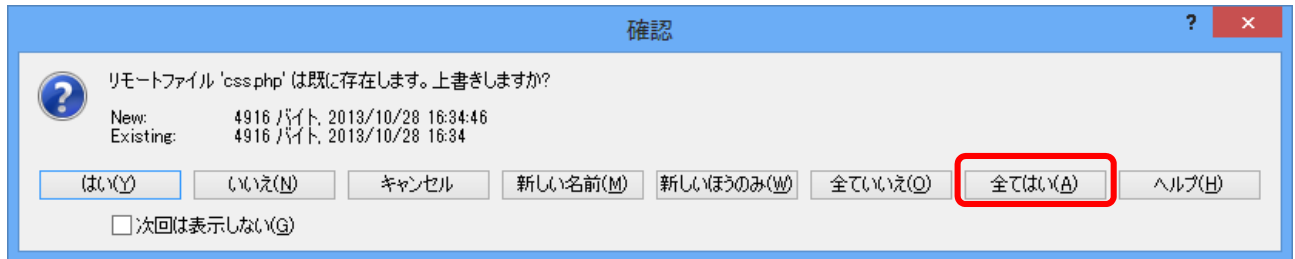 確認
?
×
?
リモートファイル 'css.php' は既に存在します。上書きしますか?
New: 4916 バイト, 2013/10/28 16:34:46
Existing: 4916 バイト, 2013/10/28 16:34
はい(Y) いいえ(N) キャンセル 新しい名前(M) 新しいほうのみ(W) 全ていいえ(O) 全てはい(A) ヘルプ(H)
次回は表示しない(G)